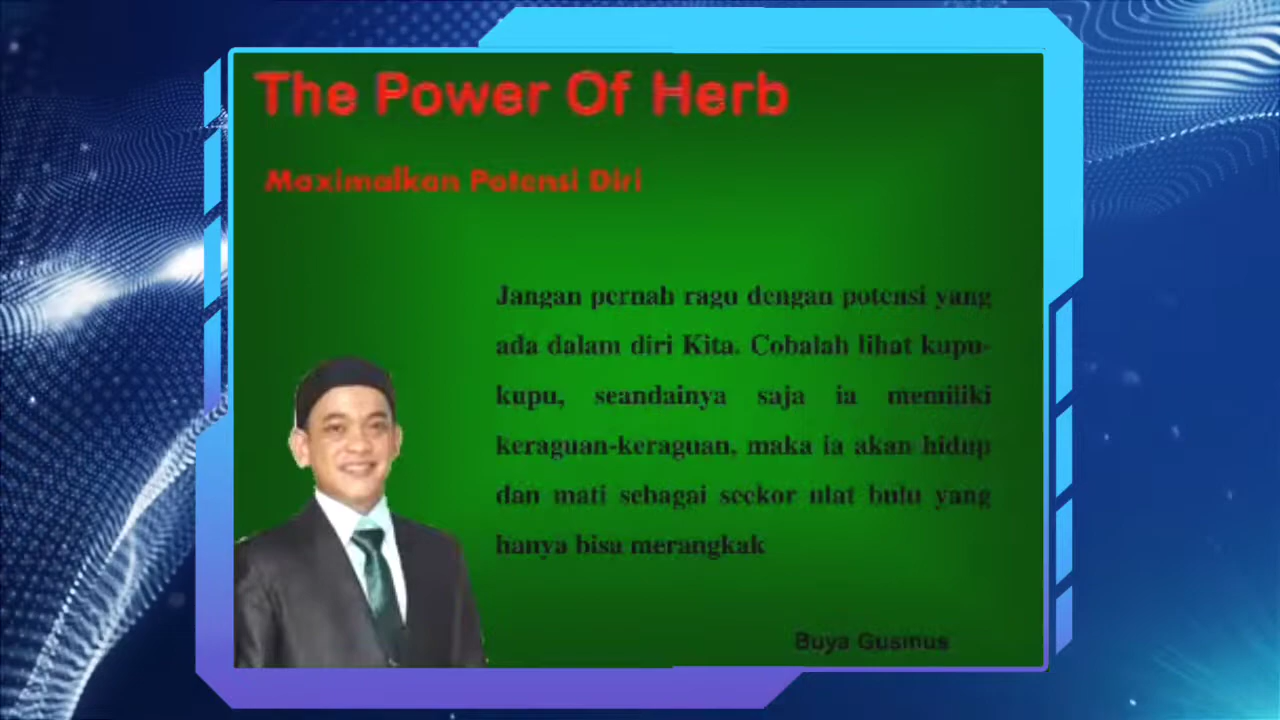 The Power Of Herb
Maximalkan Potensi Diri
Jangan pernah ragu dengan potensi yang
ada dalam diri Kita. Cobalah lihat kupu-
kupu, seandainya saja ia memiliki
keraguan-keraguan, maka ia akan hidup
dan mati sebagai seekor ulat bulu yang
hanya bisa merangkak
Buya Gusmus